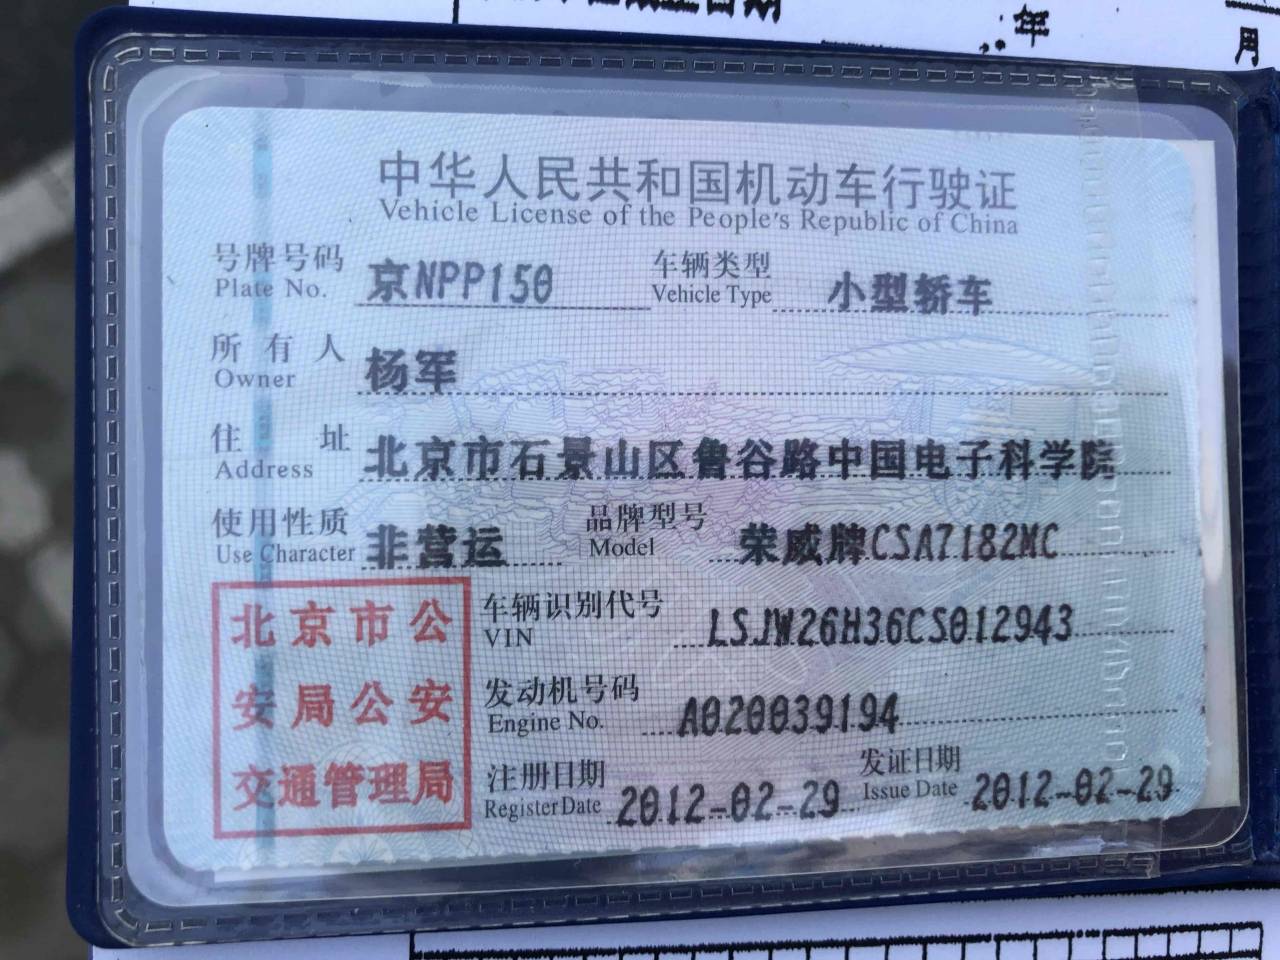 年
月
中华人民共和国机动车行驶证
Vehicle License of the People's Republic of China
号牌号码 京NPP150 车辆类型 小型轿车
Plate No. Vehicle Type
所有人 杨军
Owner
住址 北京市石景山区鲁谷路中国电子科学院
Address
使用性质 非营运 品牌型号 荣威牌CSA7182MC
Use Character Model
北京市公
安局公安
交通管理局
车辆识别代号 LSJW26H36CS012943
VIN
发动机号码 A020039194
Engine No.
注册日期 2012-02-29 发证日期 2012-02-29
Register Date Issue Date